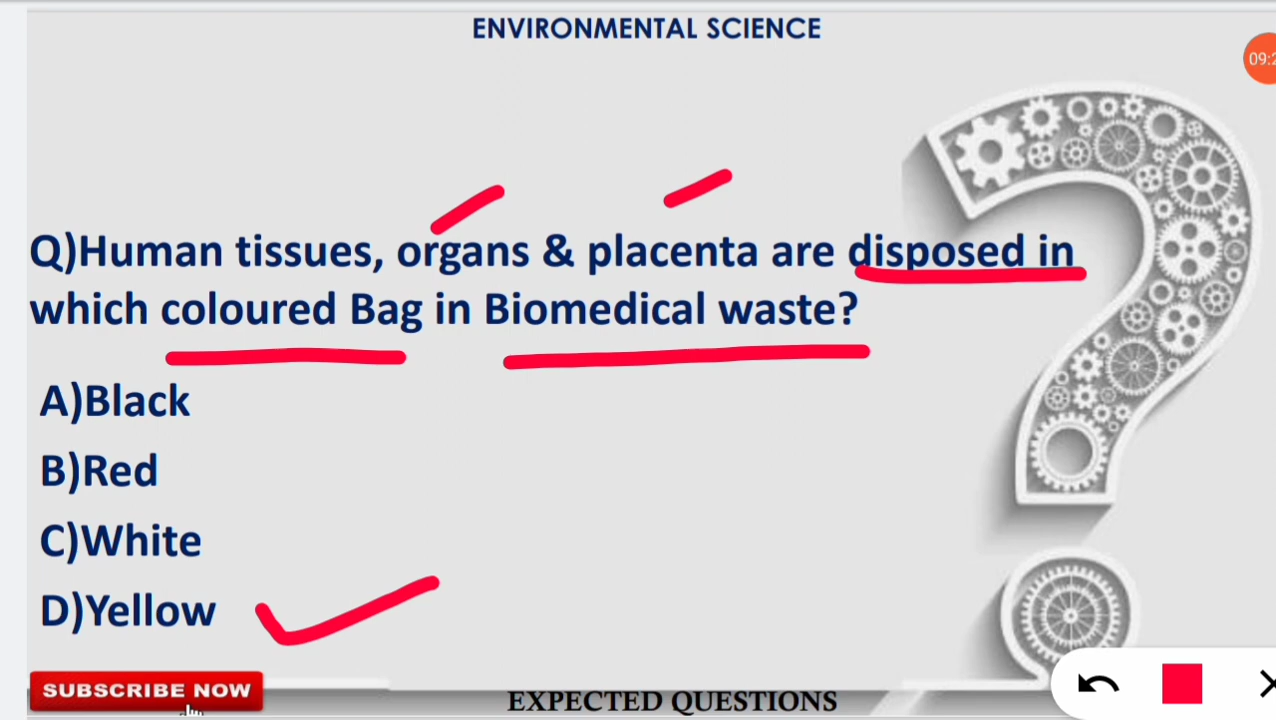 ENVIRONMENTAL SCIENCE
Q)Human tissues, organs & placenta are disposed in
which coloured Bag in Biomedical waste?
A)Black
B)Red
C)White
D)Yellow
SUBSCRIBE NOW
EXPECTED QUESTIONS